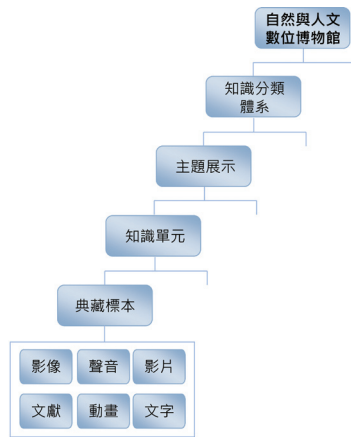 自然與人文
數位博物館
知識分類
體系
主題展示
知識單元
典藏標本
影像 聲音 影片
文獻 動畫 文字